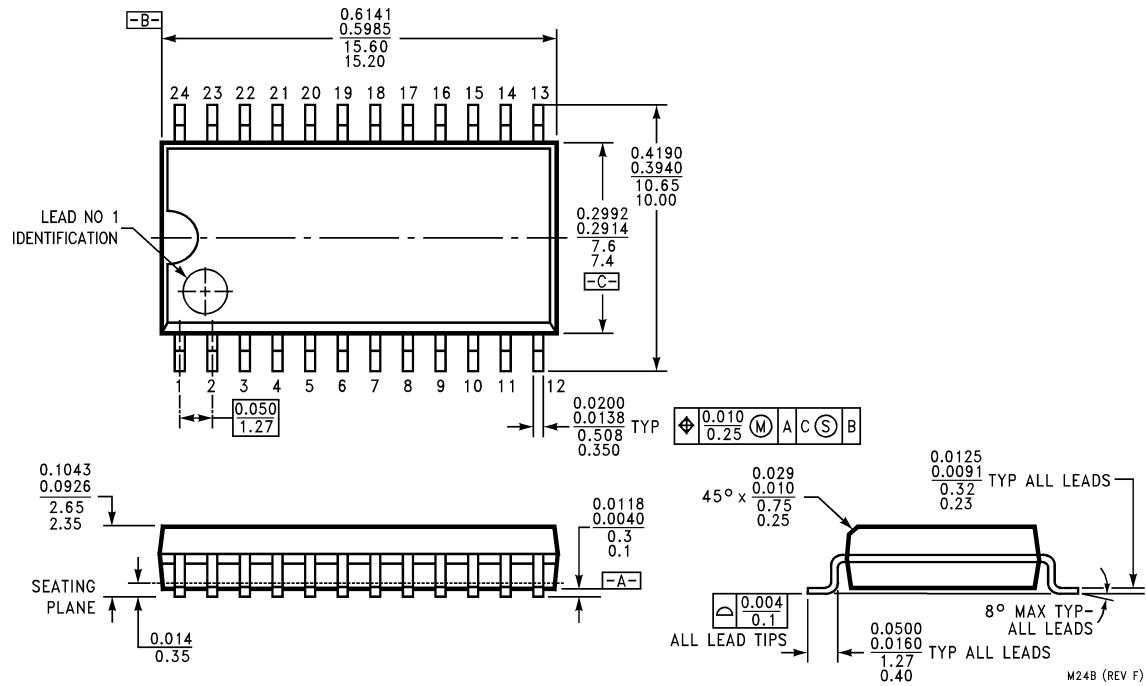 -B-
0.6141
0.5985
15.60
15.20
24 23 22 21 20 19 18 17 16 15 14 13
0.4190
0.3940
10.65
10.00
0.2992
0.2914
7.6
7.4
-C-
LEAD NO 1
IDENTIFICATION
1 2 3 4 5 6 7 8 9 10 11 12
0.050
1.27
0.0200
0.0138
0.508
0.350
TYP
0.010
0.25
M A C S B
0.1043
0.0926
2.65
2.35
0.0118
0.0040
0.3
0.1
-A-
SEATING
PLANE
0.014
0.35
45° x
0.029
0.010
0.75
0.25
0.0125
0.0091
0.32
0.23
TYP ALL LEADS
0.004
0.1
ALL LEAD TIPS
8° MAX TYP-
ALL LEADS
0.0500
0.0160
1.27
0.40
TYP ALL LEADS
M24B (REV F)